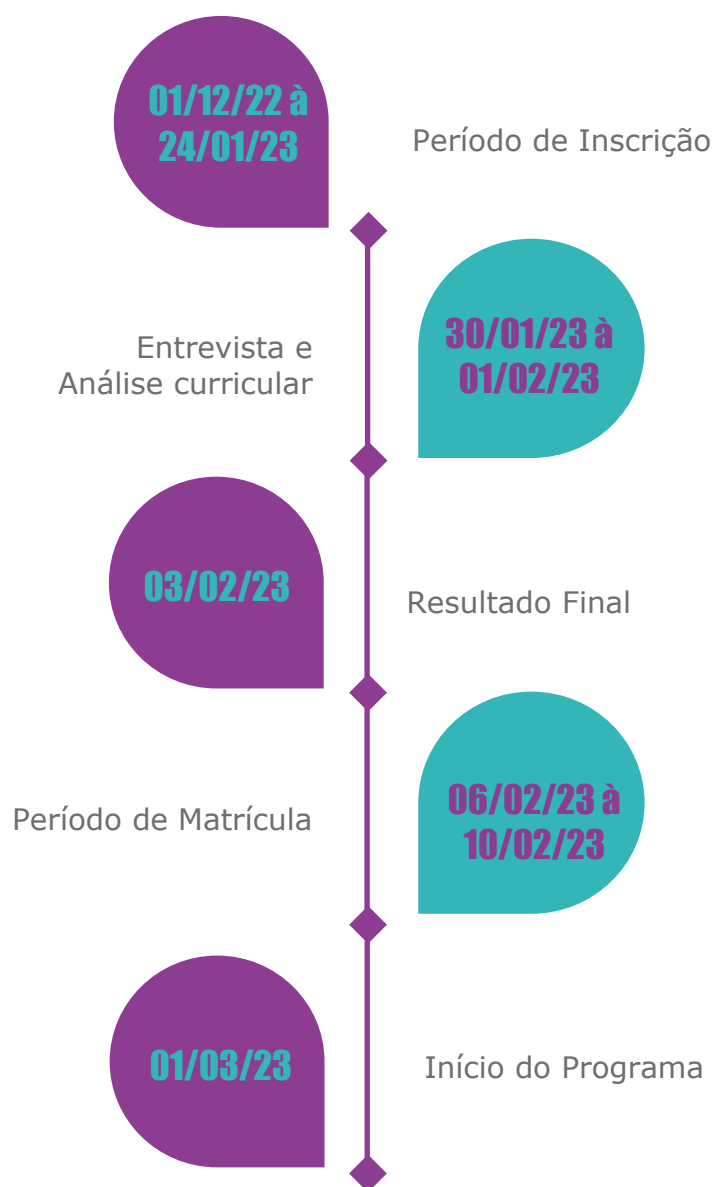 01/12/22 à
24/01/23
Período de Inscrição
Entrevista e
Análise curricular
30/01/23 à
01/02/23
03/02/23
Resultado Final
Período de Matrícula
06/02/23 à
10/02/23
01/03/23
Início do Programa